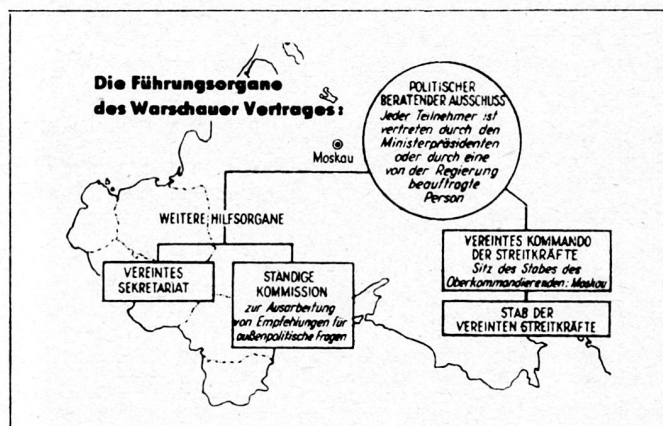 Die Führungsorgane
des Warschauer Vertrages:
POLITISCHER
BERATENDER AUSSCHUSS
Jeder Teilnehmer ist
vertreten durch den
Ministerpräsidenten
oder durch eine
von der Regierung
beauftragte
Person
Moskau
WEITERE HILFSORGANE
VEREINTES
SEKRETARIAT
STÄNDIGE
KOMMISSION
zur Ausarbeitung
von Empfehlungen für
außenpolitische Fragen
VEREINTES KOMMANDO
DER STREITKRÄFTE
Sitz des Stabes des
Oberkommandierenden: Moskau
STAB DER
VEREINTEN STREITKRÄFTE